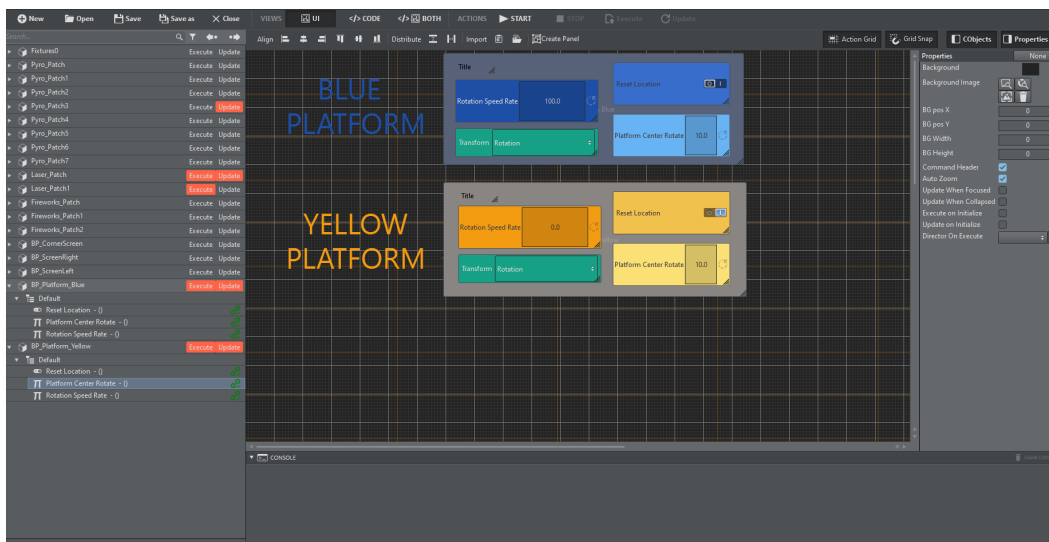 New Open Save Save as Close VIEWS UI </> CODE </> BOTH ACTIONS START STOP Execute Update
Search...
Align Distribute Import Create Panel Action Grid Grid Snap CObjects Properties
Fixtures0 Execute Update
Pyro_Patch Execute Update
Pyro_Patch1 Execute Update
Pyro_Patch2 Execute Update
Pyro_Patch3 Execute Update
Pyro_Patch4 Execute Update
Pyro_Patch5 Execute Update
Pyro_Patch6 Execute Update
Pyro_Patch7 Execute Update
Laser_Patch Execute Update
Laser_Patch1 Execute Update
Fireworks_Patch Execute Update
Fireworks_Patch1 Execute Update
Fireworks_Patch2 Execute Update
BP_CornerScreen Execute Update
BP_ScreenRight Execute Update
BP_ScreenLeft Execute Update
BP_Platform_Blue Execute Update
Default
Reset Location - ()
Platform Center Rotate - ()
Rotation Speed Rate - ()
BP_Platform_Yellow Execute Update
Default
Reset Location - ()
Platform Center Rotate - ()
Rotation Speed Rate - ()
BLUE
PLATFORM
Title
Rotation Speed Rate 100.0
Reset Location
Blue
Transform Rotation
Platform Center Rotate 10.0
YELLOW
PLATFORM
Title
Rotation Speed Rate 0.0
Reset Location
Transform Rotation
Platform Center Rotate 10.0
CONSOLE
Properties None
Background
Background Image
BG pos X 0
BG pos Y 0
BG Width 0
BG Height 0
Command Header
Auto Zoom
Update When Focused
Update When Collapsed
Execute on Initialize
Update on Initialize
Director On Execute